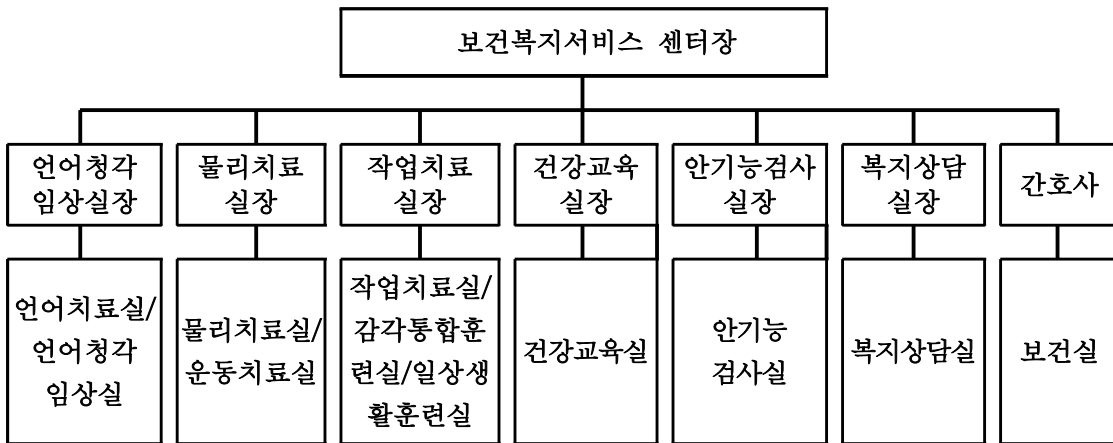 보건복지서비스 센터장
언어청각
임상실장
물리치료
실장
작업치료
실장
건강교육
실장
안기능검사
실장
복지상담
실장
간호사
언어치료실/
언어청각
임상실
물리치료실/
운동치료실
작업치료실/
감각통합훈
련실/일상생
활훈련실
건강교육실
안기능
검사실
복지상담실
보건실